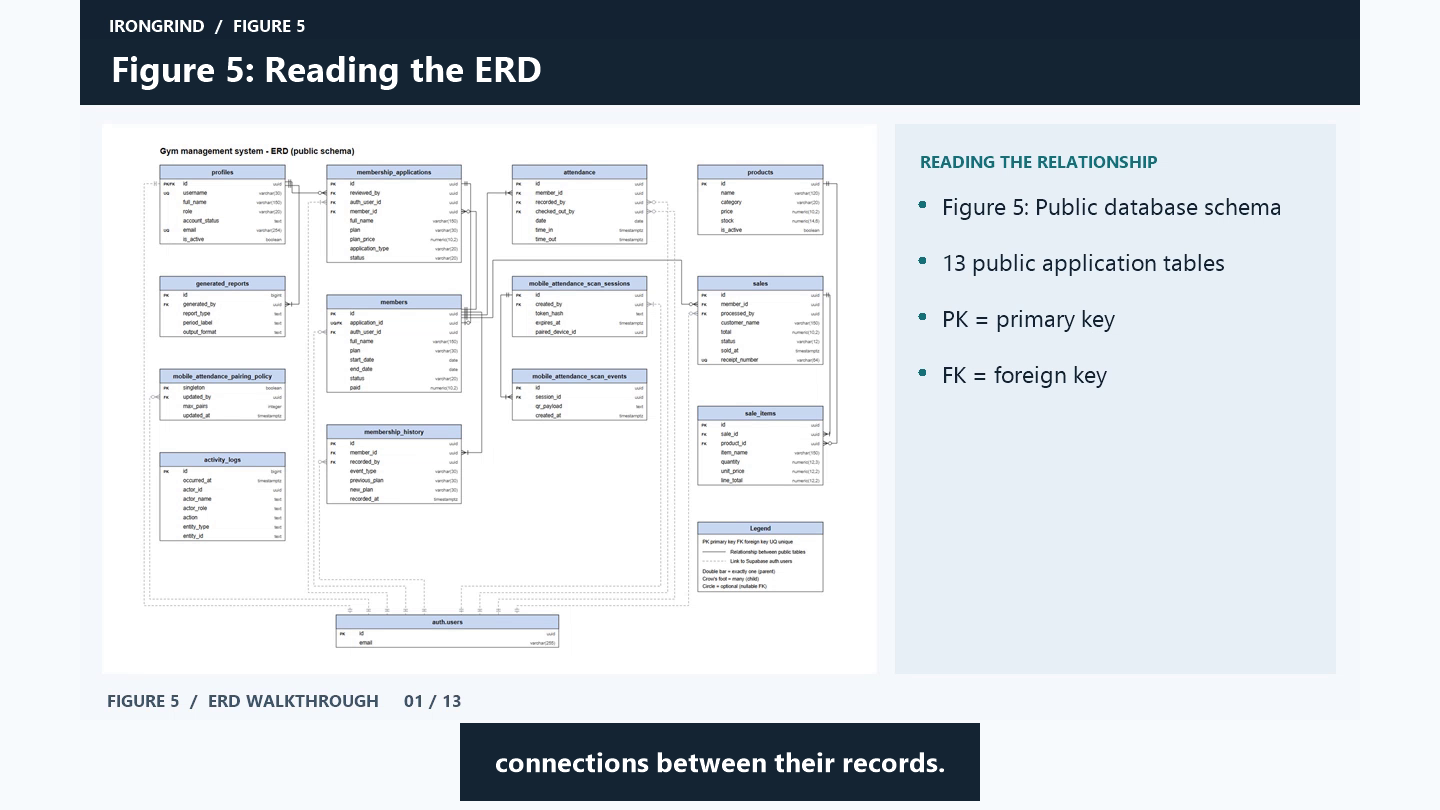 IRONGRIND / FIGURE 5
Figure 5: Reading the ERD
Gym management system - ERD (public schema)
profiles
PK/FK id uuid
UQ username varchar(30)
full_name varchar(160)
role varchar(20)
account_status text
UQ email varchar(254)
is_active boolean
generated_reports
PK id bigint
FK generated_by uuid
report_type text
period_label text
output_format text
mobile_attendance_pairing_policy
PK singleton boolean
FK updated_by uuid
max_pairs integer
updated_at timestamptz
activity_logs
PK id bigint
occurred_at timestamptz
actor_id uuid
actor_name text
actor_role text
action text
entity_type text
entity_id text
membership_applications
PK id uuid
FK reviewed_by uuid
FK auth_user_id uuid
FK member_id uuid
full_name varchar(160)
plan varchar(30)
plan_price numeric(10,2)
application_type varchar(20)
status varchar(20)
members
PK id uuid
UQ/FK application_id uuid
FK auth_user_id uuid
full_name varchar(160)
plan varchar(30)
start_date date
end_date date
status varchar(20)
paid numeric(10,2)
membership_history
PK id uuid
FK member_id uuid
FK recorded_by uuid
event_type varchar(30)
previous_plan varchar(30)
new_plan varchar(30)
recorded_at timestamptz
attendance
PK id uuid
FK member_id uuid
FK recorded_by uuid
FK checked_out_by uuid
date date
time_in timestamptz
time_out timestamptz
mobile_attendance_scan_sessions
PK id uuid
FK created_by uuid
token_hash text
expires_at timestamptz
paired_device_id uuid
mobile_attendance_scan_events
PK id uuid
FK session_id uuid
qr_payload text
created_at timestamptz
products
PK id uuid
name varchar(120)
category varchar(20)
price numeric(10,2)
stock
is_active boolean
sales
PK id uuid
FK member_id uuid
FK processed_by uuid
customer_name varchar(160)
total numeric(10,2)
status varchar(12)
sold_at timestamptz
UQ receipt_number varchar(64)
sale_items
PK id uuid
FK sale_id uuid
FK product_id uuid
item_name varchar(160)
quantity numeric(12,3)
unit_price numeric(12,2)
line_total numeric(12,2)
Legend
PK primary key FK foreign key UQ unique
Relationship between public tables
Link to Supabase auth.users
Double bar = exactly one (parent)
Crow's foot = many (child)
Circle = optional (nullable FK)
auth.users
PK id uuid
email varchar(255)
READING THE RELATIONSHIP
• Figure 5: Public database schema
• 13 public application tables
• PK = primary key
• FK = foreign key
FIGURE 5 / ERD WALKTHROUGH 01 / 13
connections between their records.